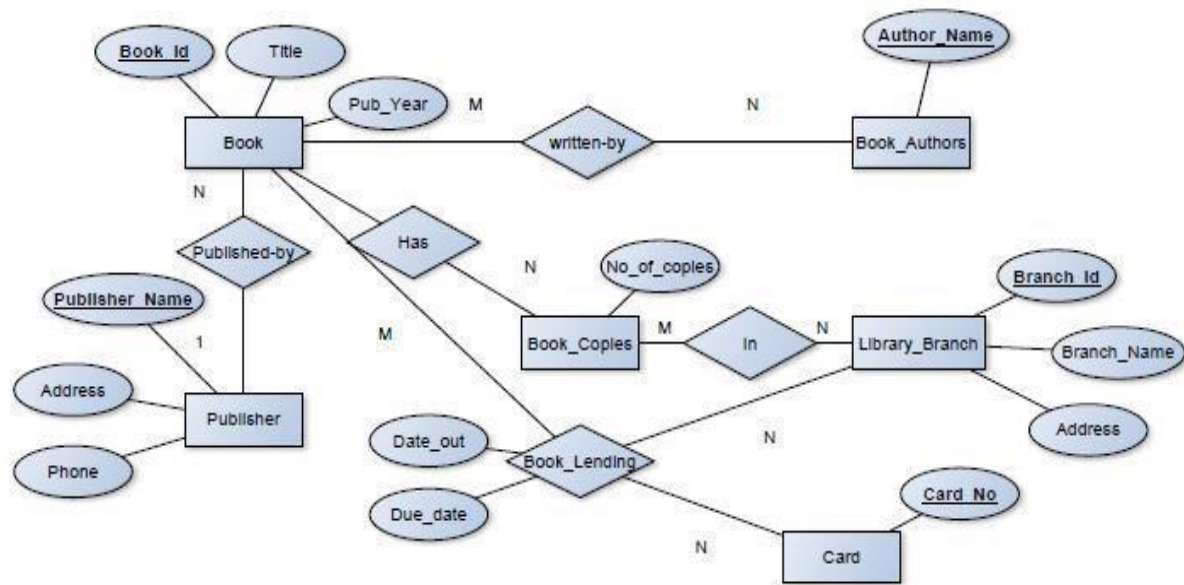 Author_Name
Book_Id
Title
Pub_Year
M
N
Book
written-by
Book_Authors
N
Has
Published-by
N
No_of_copies
Branch_Id
Publisher_Name
M
1
Book_Copies
M
In
N
Library_Branch
Branch_Name
Address
Publisher
Date_out
N
Address
Book_Lending
Phone
Card_No
Due_date
N
Card